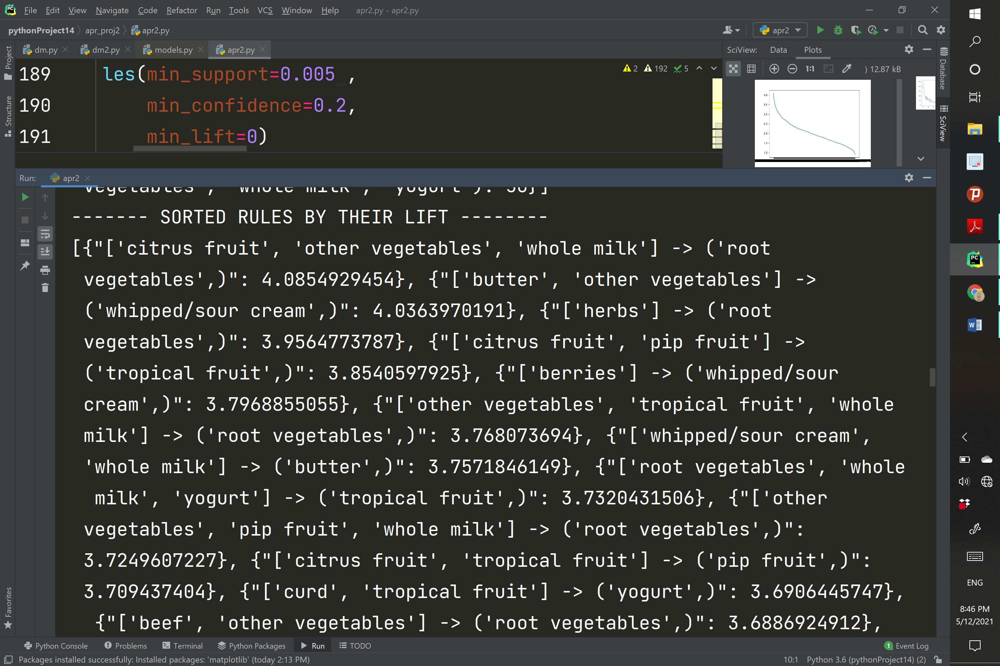 File Edit View Navigate Code Refactor Run Tools VCS Window Help apr2.py - apr2.py
pythonProject14 apr_proj2 apr2.py
apr2
dm.py dm2.py models.py apr2.py
SciView: Data Plots
Project
Structure
Favorites
Database
SciView
189 les(min_support=0.005 ,
190 min_confidence=0.2,
191 min_lift=0)
2 192 5
1:1 ) 12.87 kB
4.0
3.5
3.0
2.5
2.0
1.5
1.0
Run: apr2
vegetables', 'whole milk', 'yogurt'): 56}]
------- SORTED RULES BY THEIR LIFT --------
[{"['citrus fruit', 'other vegetables', 'whole milk'] -> ('root
vegetables',)": 4.0854929454}, {"['butter', 'other vegetables'] ->
('whipped/sour cream',)": 4.0363970191}, {"['herbs'] -> ('root
vegetables',)": 3.9564773787}, {"['citrus fruit', 'pip fruit'] ->
('tropical fruit',)": 3.8540597925}, {"['berries'] -> ('whipped/sour
cream',)": 3.7968855055}, {"['other vegetables', 'tropical fruit', 'whole
milk'] -> ('root vegetables',)": 3.768073694}, {"['whipped/sour cream',
'whole milk'] -> ('butter',)": 3.7571846149}, {"['root vegetables', 'whole
milk', 'yogurt'] -> ('tropical fruit',)": 3.7320431506}, {"['other
vegetables', 'pip fruit', 'whole milk'] -> ('root vegetables',)":
3.7249607227}, {"['citrus fruit', 'tropical fruit'] -> ('pip fruit',)":
3.709437404}, {"['curd', 'tropical fruit'] -> ('yogurt',)": 3.6906445747},
{"['beef', 'other vegetables'] -> ('root vegetables',)": 3.6886924912},
Python Console Problems Terminal Python Packages Run TODO
1 Event Log
Packages installed successfully: Installed packages: 'matplotlib' (today 2:13 PM)
10:1 Python 3.6 (pythonProject14) (2)
PC
W
ENG
8:46 PM
5/12/2021